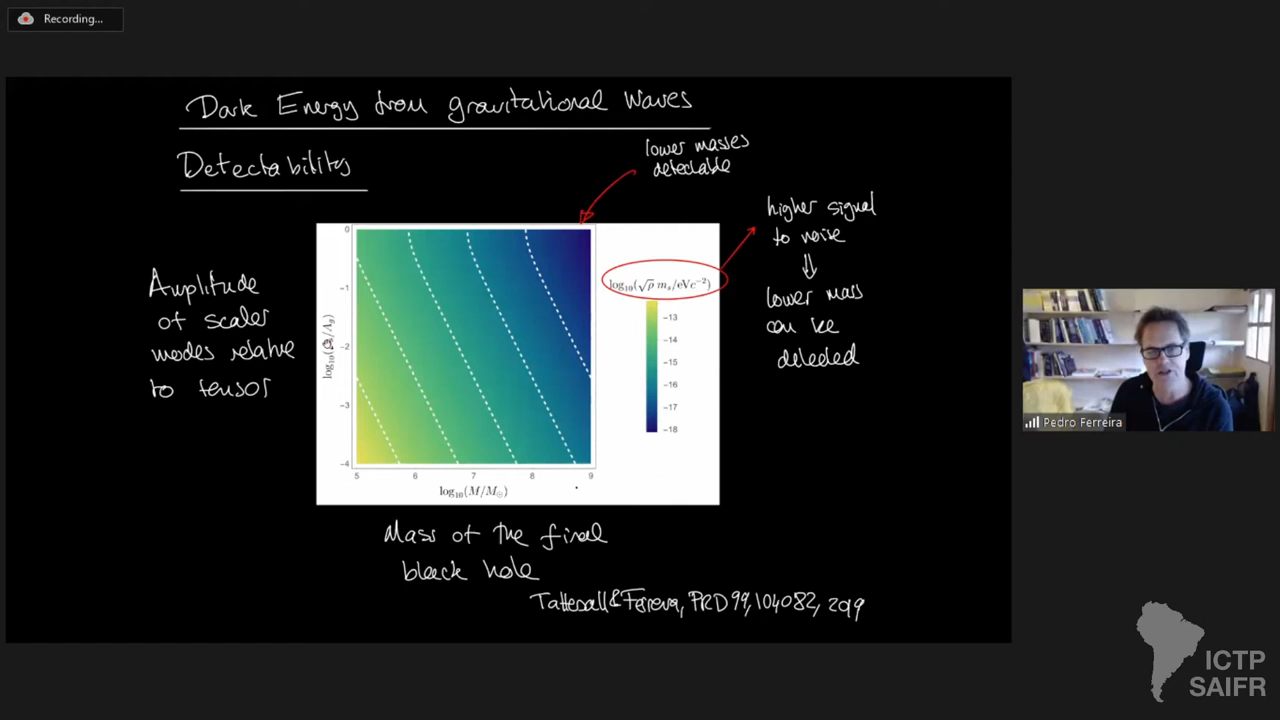 Recording...
Dark Energy from gravitational Waves
Detectability
lower masses
detectable
higher signal
to noise
⇓
lower mass
can be
detected
Amplitude
of scalar
modes relative
to tensor
log₁₀(√ρ mₛ/eVc⁻²)
-13
-14
-15
-16
-17
-18
0
-1
-2
-3
-4
5
6
7
8
9
log₁₀(M/M⊙)
Mass of the final
black hole
Tattersall & Ferreira, PRD 99, 104082, 2019
Pedro Ferreira
ICTP
SAIFR